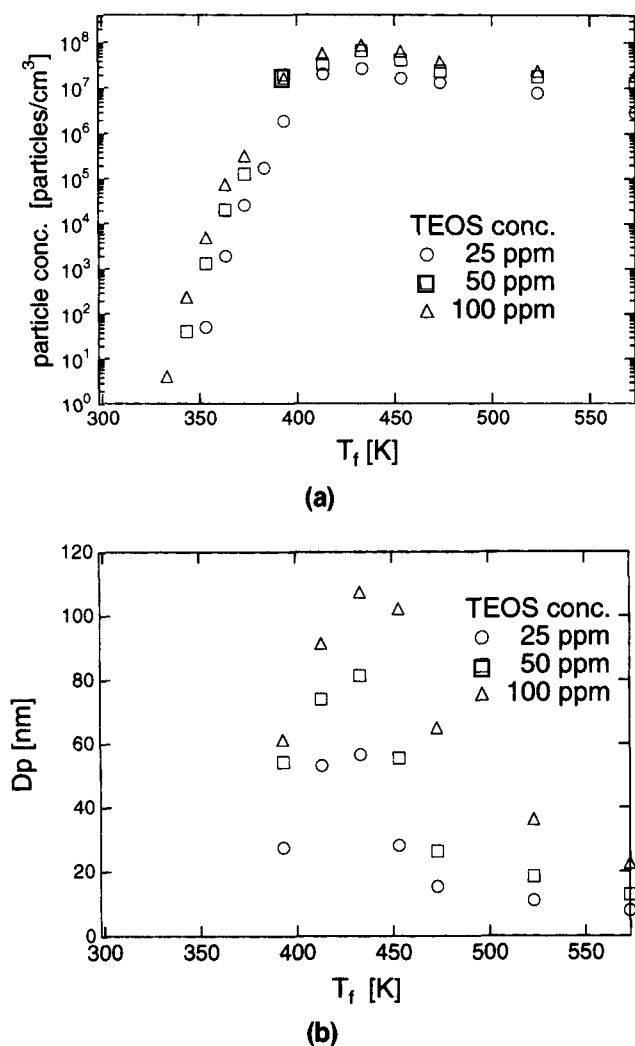 10⁸
10⁷
10⁶
10⁵
10⁴
10³
10²
10¹
10⁰
particle conc. [particles/cm³]
TEOS conc.
25 ppm
50 ppm
100 ppm
300 350 400 450 500 550
T_f [K]
(a)
120
100
80
60
40
20
0
Dp [nm]
TEOS conc.
25 ppm
50 ppm
100 ppm
300 350 400 450 500 550
T_f [K]
(b)